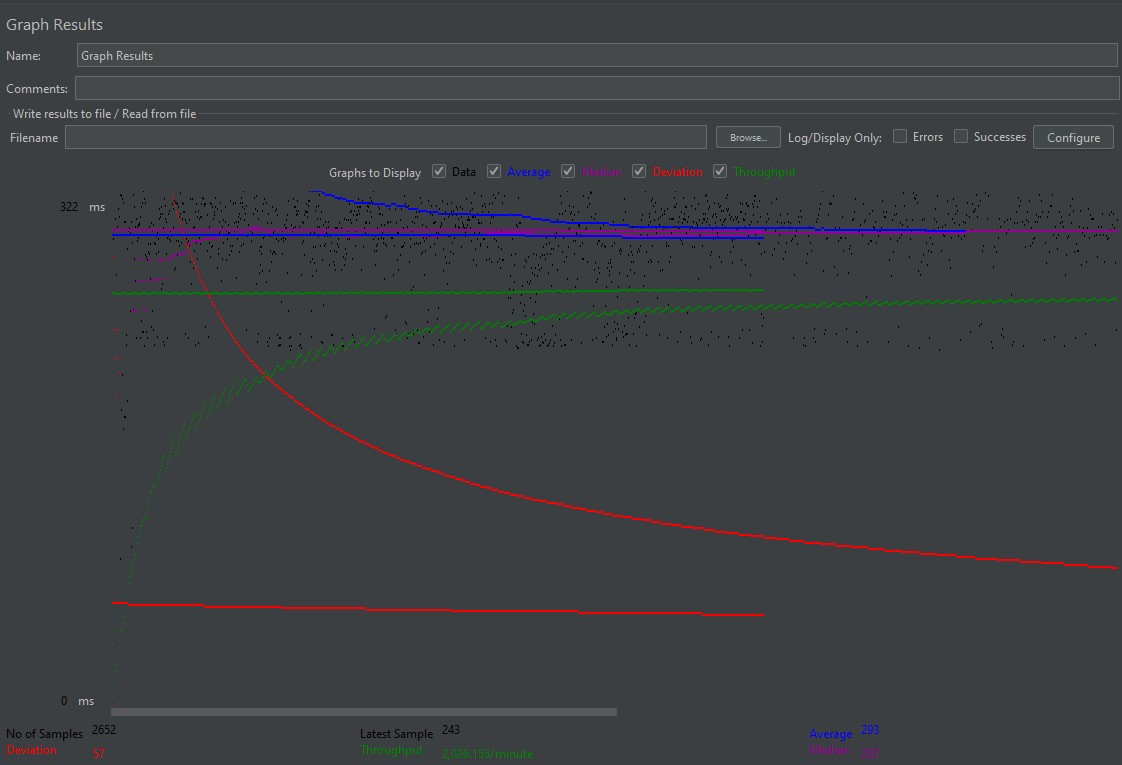 Graph Results
Name: Graph Results
Comments:
Write results to file / Read from file
Filename Browse... Log/Display Only: Errors Successes Configure
Graphs to Display Data Average Median Deviation Throughput
322 ms
0 ms
No of Samples 2652 Latest Sample 243 Average 293
Deviation 57 Throughput 2,026.155/minute Median